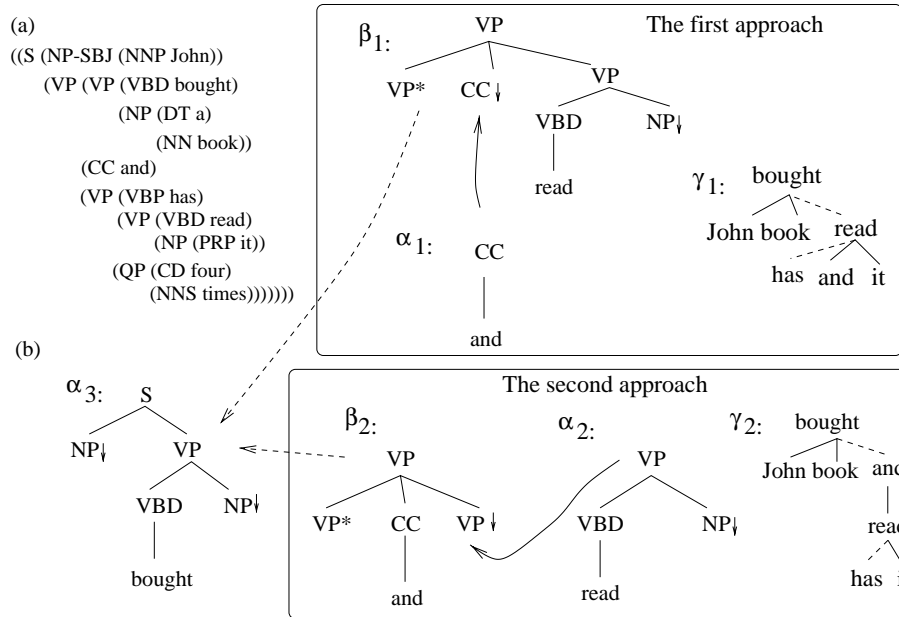 (a)
((S (NP-SBJ (NNP John))
(VP (VP (VBD bought)
(NP (DT a)
(NN book))
(CC and)
(VP (VBP has)
(VP (VBD read)
(NP (PRP it))
(QP (CD four)
(NNS times)))))))
The first approach
β1:
VP
VP* CC↓ VP
VBD NP↓
read
α1:
CC
and
γ1:
bought
John book read
has and it
(b)
α3:
S
NP↓ VP
VBD NP↓
bought
The second approach
β2:
VP
VP* CC VP↓
and
α2:
VP
VBD NP↓
read
γ2:
bought
John book and
read
has i